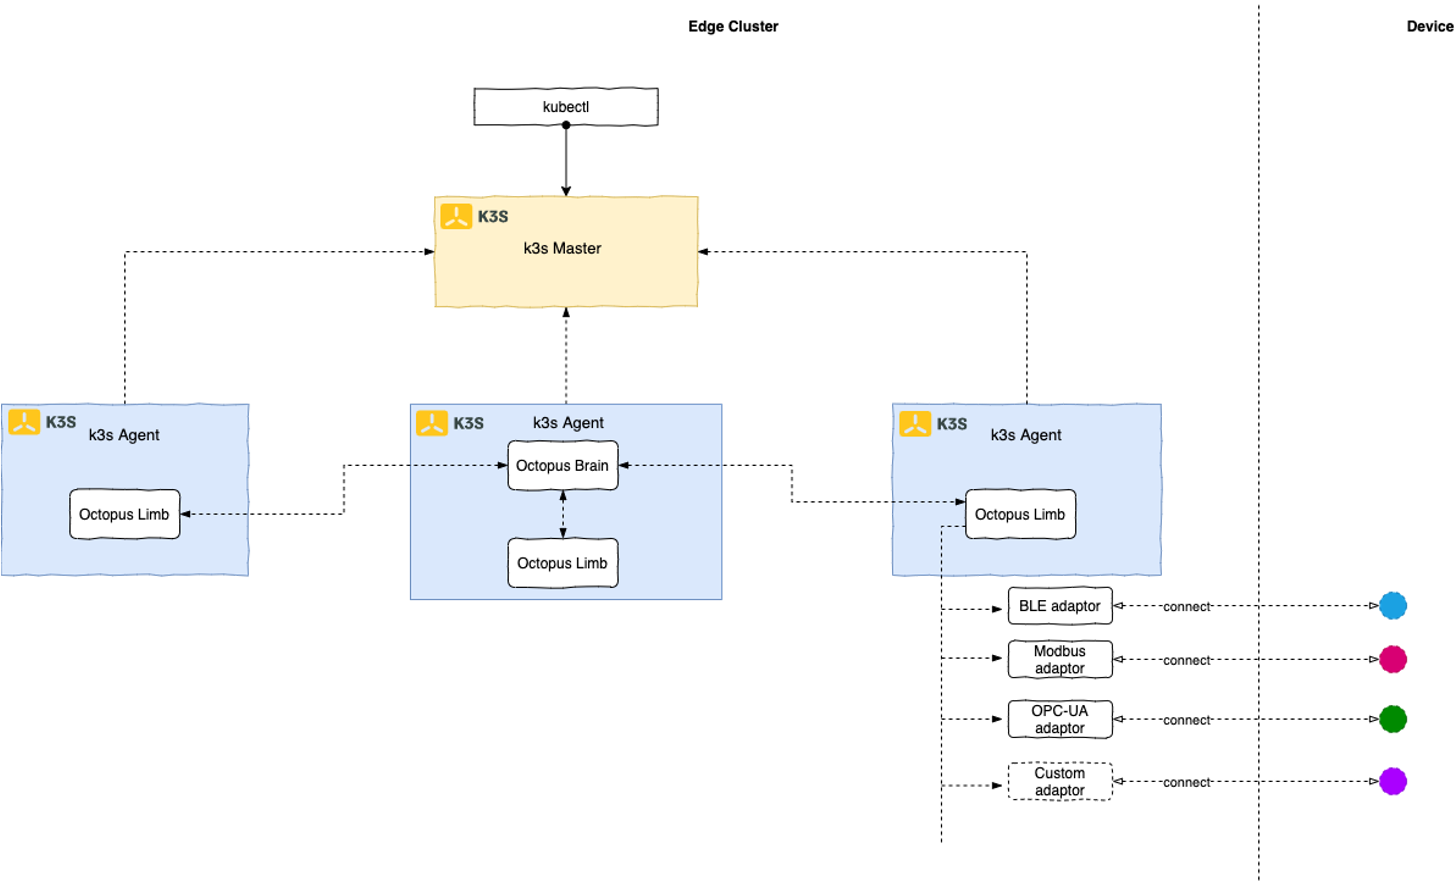 Edge Cluster
Device
kubectl
K3S
k3s Master
K3S
k3s Agent
Octopus Limb
K3S
k3s Agent
Octopus Brain
Octopus Limb
K3S
k3s Agent
Octopus Limb
BLE adaptor
connect
Modbus
adaptor
connect
OPC-UA
adaptor
connect
Custom
adaptor
connect